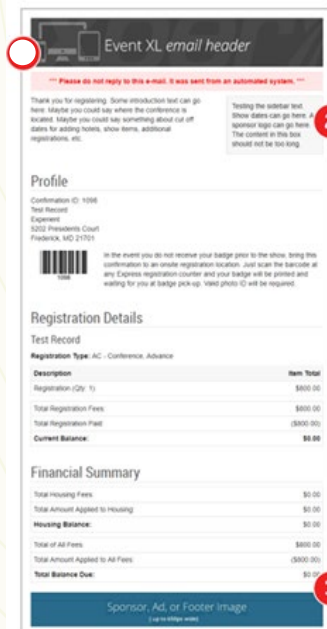 Event XL email header
*** Please do not reply to this e-mail. It was sent from an automated system. ***
Thank you for registering. Some introduction text can go
here. Maybe you could say where the conference is
located. Maybe you could say something about cut off
dates for adding hotels, show items, additional
registrations, etc.
Testing the sidebar text.
Show dates can go here. A
sponsor logo can go here.
The content in this box
should not be too long.
Profile
Confirmation ID: 1098
Test Record
Experient
5202 Presidents Court
Frederick, MD 21701
1098
In the event you do not receive your badge prior to the show, bring this
confirmation to an onsite registration location. Just scan the barcode at
any Express registration counter and your badge will be printed and
waiting for you at badge pick-up. Valid photo ID will be required.
Registration Details
Test Record
Registration Type: AC - Conference, Advance
Description Item Total
Registration (Qty: 1) $800.00
Total Registration Fees: $800.00
Total Registration Paid: ($800.00)
Current Balance: $0.00
Financial Summary
Total Housing Fees: $0.00
Total Amount Applied to Housing: $0.00
Housing Balance: $0.00
Total of All Fees: $800.00
Total Amount Applied to All Fees: ($800.00)
Total Balance Due: $0.00
Sponsor, Ad, or Footer Image
(up to 650px wide)